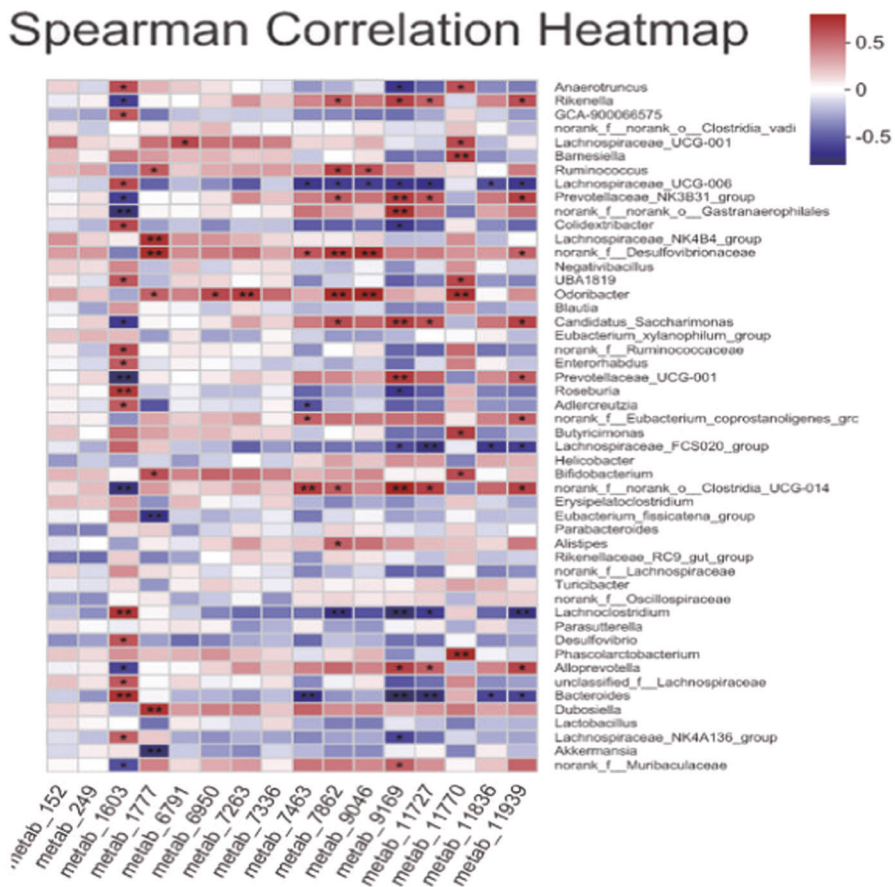 Spearman Correlation Heatmap
0.5
0
-0.5
Anaerotruncus
Rikenella
GCA-900066575
norank_f__norank_o__Clostridia_vadi
Lachnospiraceae_UCG-001
Barnesiella
Ruminococcus
Lachnospiraceae_UCG-006
Prevotellaceae_NK3B31_group
norank_f__norank_o__Gastranaerophilales
Colidextribacter
Lachnospiraceae_NK4B4_group
norank_f__Desulfovibrionaceae
Negativibacillus
UBA1819
Odoribacter
Blautia
Candidatus_Saccharimonas
Eubacterium_xylanophilum_group
norank_f__Ruminococcaceae
Enterorhabdus
Prevotellaceae_UCG-001
Roseburia
Adlercreutzia
norank_f__Eubacterium_coprostanoligenes_grc
Butyricimonas
Lachnospiraceae_FCS020_group
Helicobacter
Bifidobacterium
norank_f__norank_o__Clostridia_UCG-014
Erysipelatoclostridium
Eubacterium_fissicatena_group
Parabacteroides
Alistipes
Rikenellaceae_RC9_gut_group
norank_f__Lachnospiraceae
Turicibacter
norank_f__Oscillospiraceae
Lachnoclostridium
Parasutterella
Desulfovibrio
Phascolarctobacterium
Alloprevotella
unclassified_f__Lachnospiraceae
Bacteroides
Dubosiella
Lactobacillus
Lachnospiraceae_NK4A136_group
Akkermansia
norank_f__Muribaculaceae
metab_152
metab_249
metab_1603
metab_1777
metab_6791
metab_6950
metab_7263
metab_7336
metab_7463
metab_7862
metab_9046
metab_9169
metab_11727
metab_11770
metab_11836
metab_11939